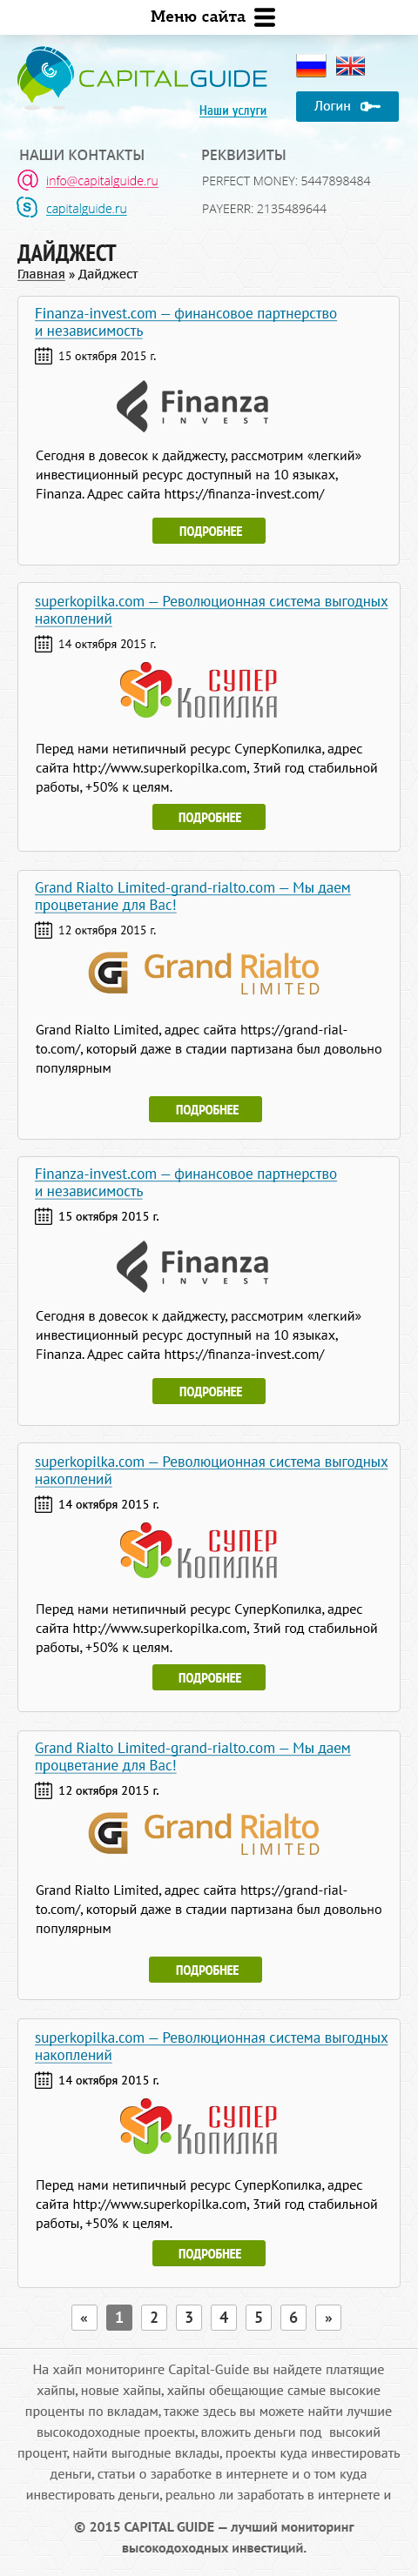 Меню сайта
CAPITALGUIDE
Наши услуги
Логин
НАШИ КОНТАКТЫ
РЕКВИЗИТЫ
info@capitalguide.ru
PERFECT MONEY: 5447898484
capitalguide.ru
PAYEERR: 2135489644
ДАЙДЖЕСТ
Главная » Дайджест
Finanza-invest.com — финансовое партнерство
и независимость
15 октября 2015 г.
Finanza
INVEST
Сегодня в довесок к дайджесту, рассмотрим «легкий»
инвестиционный ресурс доступный на 10 языках,
Finanza. Адрес сайта https://finanza-invest.com/
ПОДРОБНЕЕ
superkopilka.com — Революционная система выгодных
накоплений
14 октября 2015 г.
СУПЕР
Копилка
Перед нами нетипичный ресурс СуперКопилка, адрес
сайта http://www.superkopilka.com, 3тий год стабильной
работы, +50% к целям.
ПОДРОБНЕЕ
Grand Rialto Limited-grand-rialto.com — Мы даем
процветание для Вас!
12 октября 2015 г.
Grand Rialto
LIMITED
Grand Rialto Limited, адрес сайта https://grand-rial-
to.com/, который даже в стадии партизана был довольно
популярным
ПОДРОБНЕЕ
Finanza-invest.com — финансовое партнерство
и независимость
15 октября 2015 г.
Finanza
INVEST
Сегодня в довесок к дайджесту, рассмотрим «легкий»
инвестиционный ресурс доступный на 10 языках,
Finanza. Адрес сайта https://finanza-invest.com/
ПОДРОБНЕЕ
superkopilka.com — Революционная система выгодных
накоплений
14 октября 2015 г.
СУПЕР
Копилка
Перед нами нетипичный ресурс СуперКопилка, адрес
сайта http://www.superkopilka.com, 3тий год стабильной
работы, +50% к целям.
ПОДРОБНЕЕ
Grand Rialto Limited-grand-rialto.com — Мы даем
процветание для Вас!
12 октября 2015 г.
Grand Rialto
LIMITED
Grand Rialto Limited, адрес сайта https://grand-rial-
to.com/, который даже в стадии партизана был довольно
популярным
ПОДРОБНЕЕ
superkopilka.com — Революционная система выгодных
накоплений
14 октября 2015 г.
СУПЕР
Копилка
Перед нами нетипичный ресурс СуперКопилка, адрес
сайта http://www.superkopilka.com, 3тий год стабильной
работы, +50% к целям.
ПОДРОБНЕЕ
« 1 2 3 4 5 6 »
На хайп мониторинге Capital-Guide вы найдете платящие
хайпы, новые хайпы, хайпы обещающие самые высокие
проценты по вкладам, также здесь вы можете найти лучшие
высокодоходные проекты, вложить деньги под высокий
процент, найти выгодные вклады, проекты куда инвестировать
деньги, статьи о заработке в интернете и о том куда
инвестировать деньги, реально ли заработать в интернете и
© 2015 CAPITAL GUIDE — лучший мониторинг
высокодоходных инвестиций.